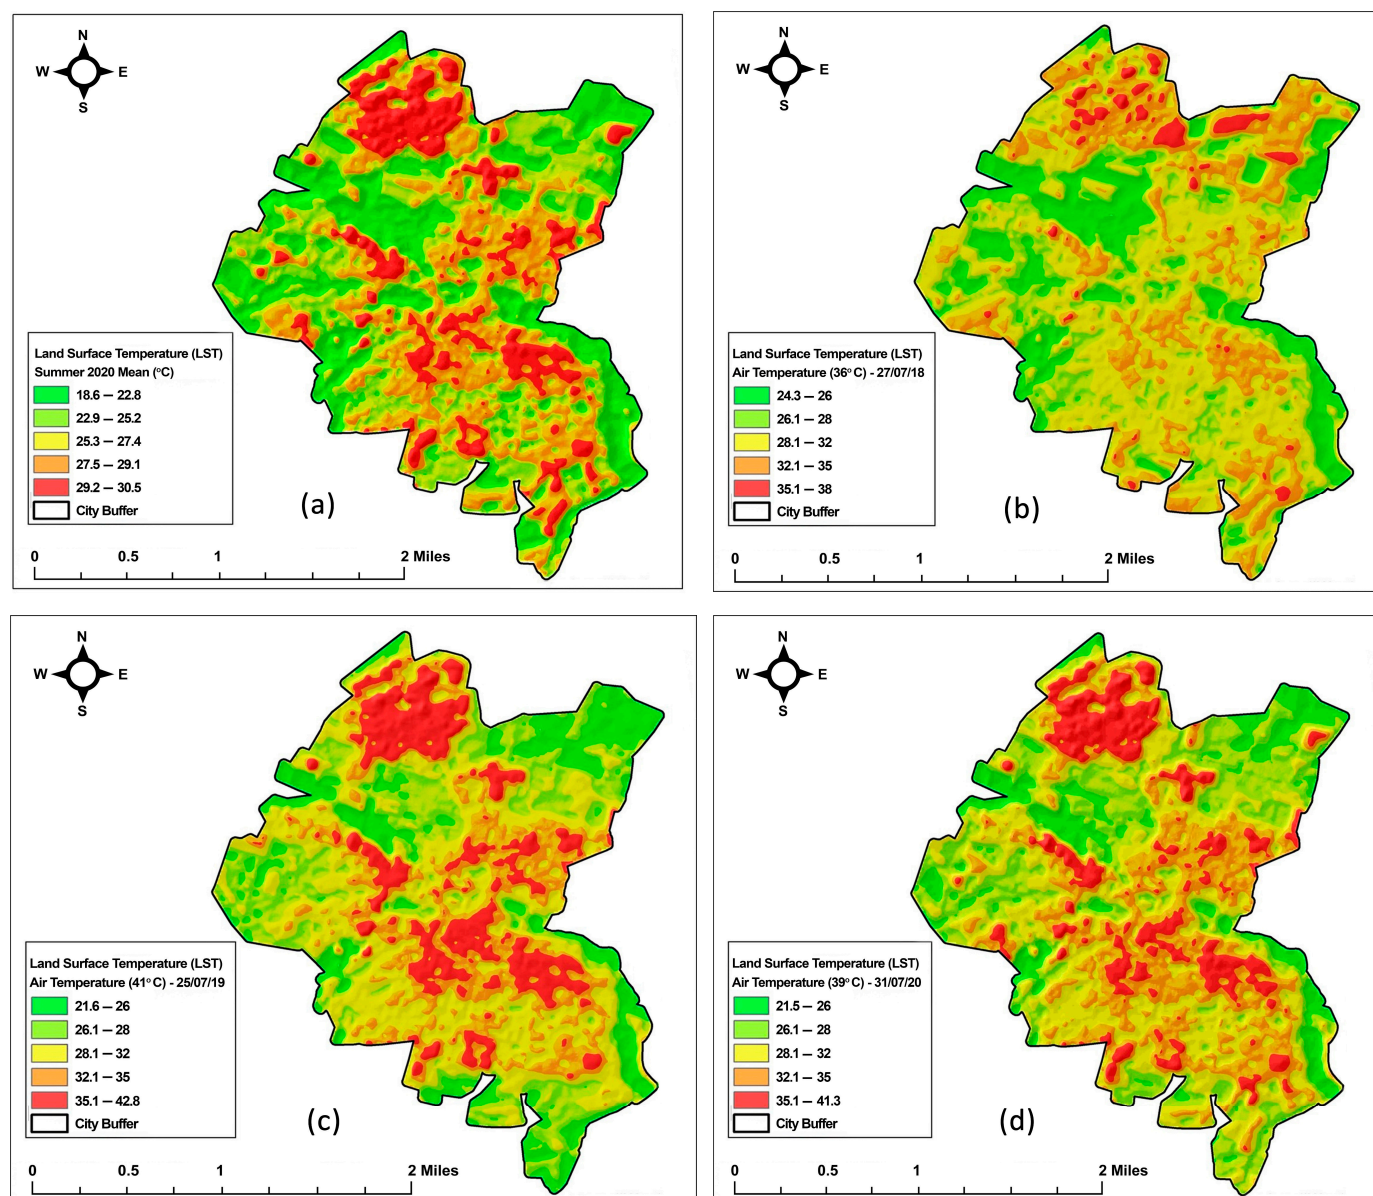 N
W E
S
Land Surface Temperature (LST)
Summer 2020 Mean (°C)
18.6 – 22.8
22.9 – 25.2
25.3 – 27.4
27.5 – 29.1
29.2 – 30.5
City Buffer
(a)
0 0.5 1 2 Miles
N
W E
S
Land Surface Temperature (LST)
Air Temperature (36°C) - 27/07/18
24.3 – 26
26.1 – 28
28.1 – 32
32.1 – 35
35.1 – 38
City Buffer
(b)
0 0.5 1 2 Miles
N
W E
S
Land Surface Temperature (LST)
Air Temperature (41°C) - 25/07/19
21.6 – 26
26.1 – 28
28.1 – 32
32.1 – 35
35.1 – 42.8
City Buffer
(c)
0 0.5 1 2 Miles
N
W E
S
Land Surface Temperature (LST)
Air Temperature (39°C) - 31/07/20
21.5 – 26
26.1 – 28
28.1 – 32
32.1 – 35
35.1 – 41.3
City Buffer
(d)
0 0.5 1 2 Miles